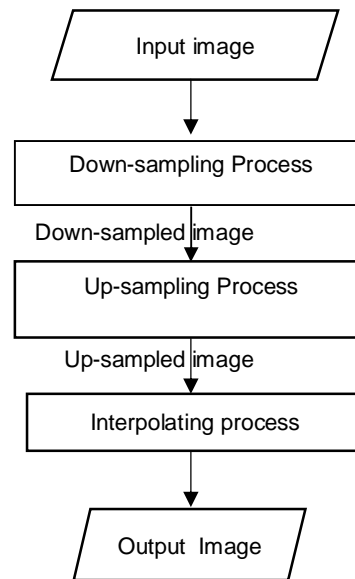 Input image
Down-sampling Process
Down-sampled image
Up-sampling Process
Up-sampled image
Interpolating process
Output Image